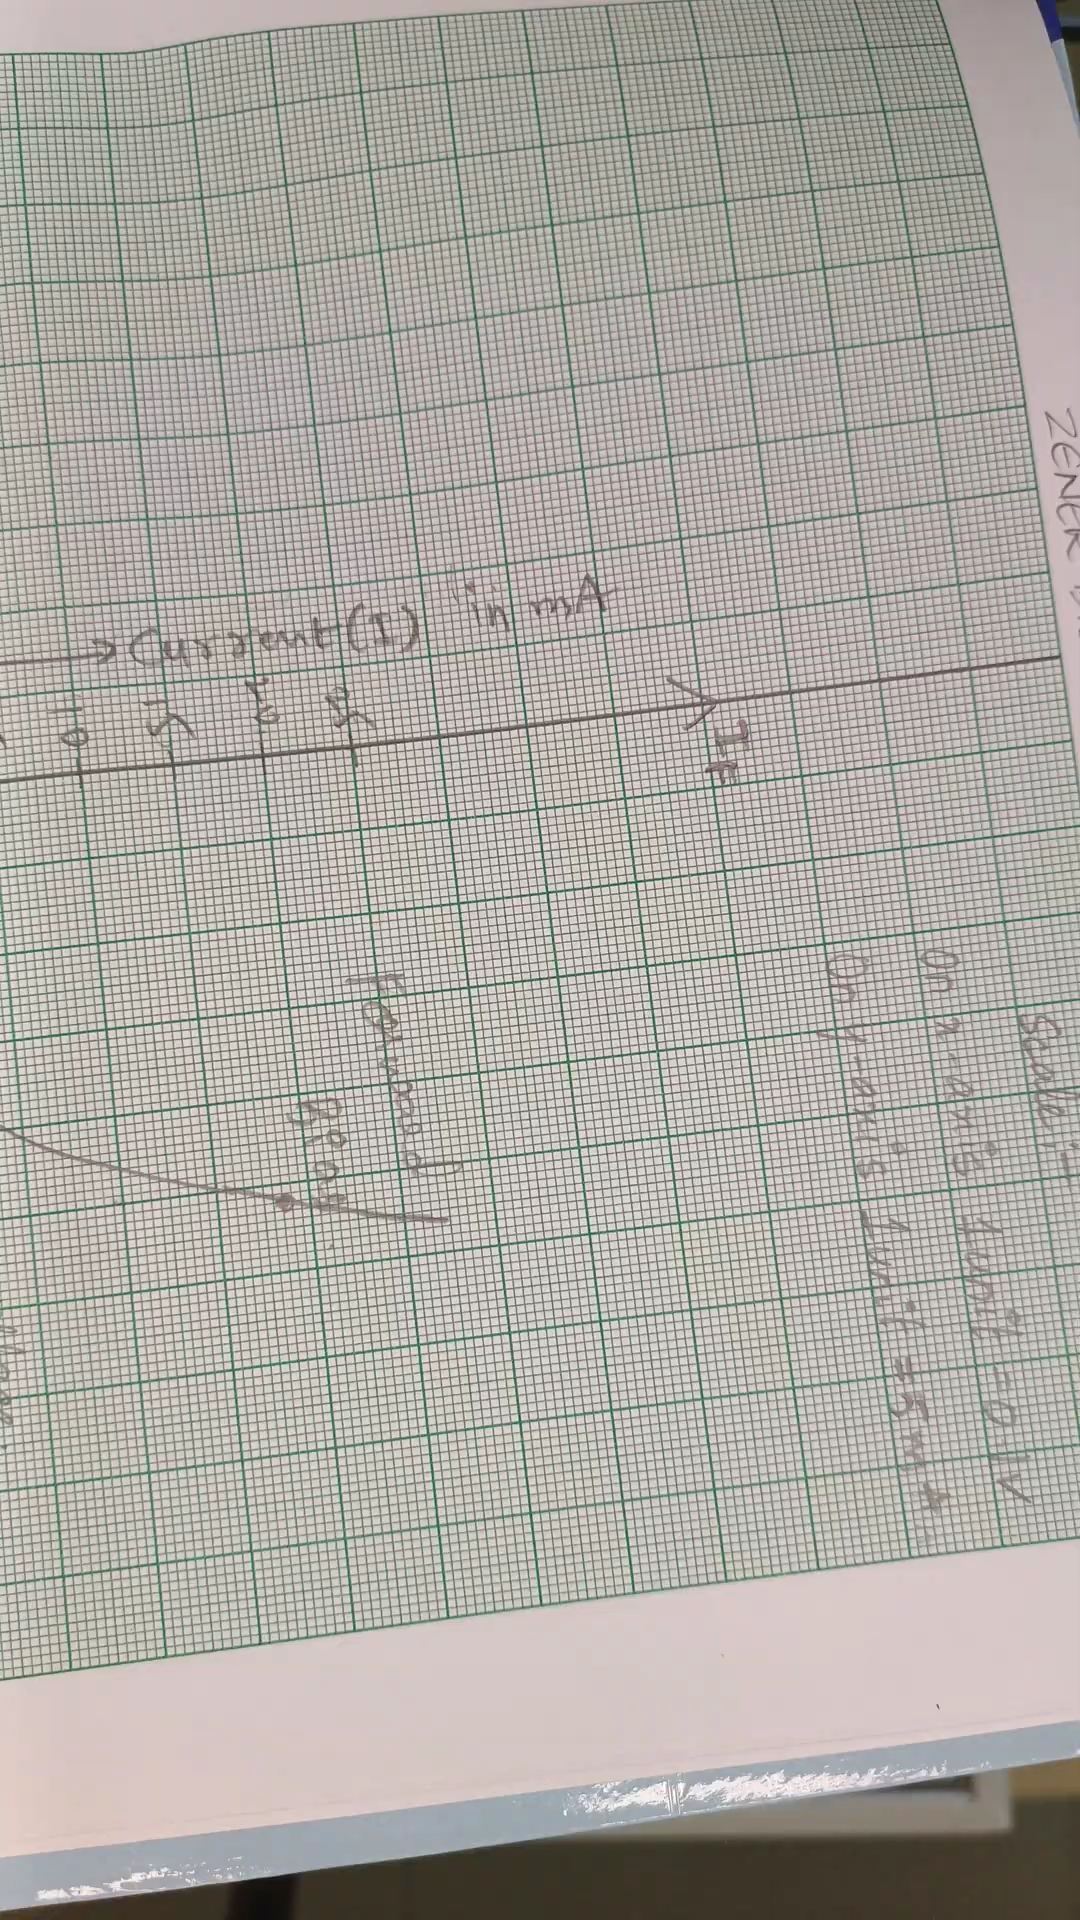 ZENER
Scale:-
On x-axis 1unit = 0.1V
On y-axis 1unit = 5mA
IF
Current(I) in mA
25
20
15
10
Forward
Bias